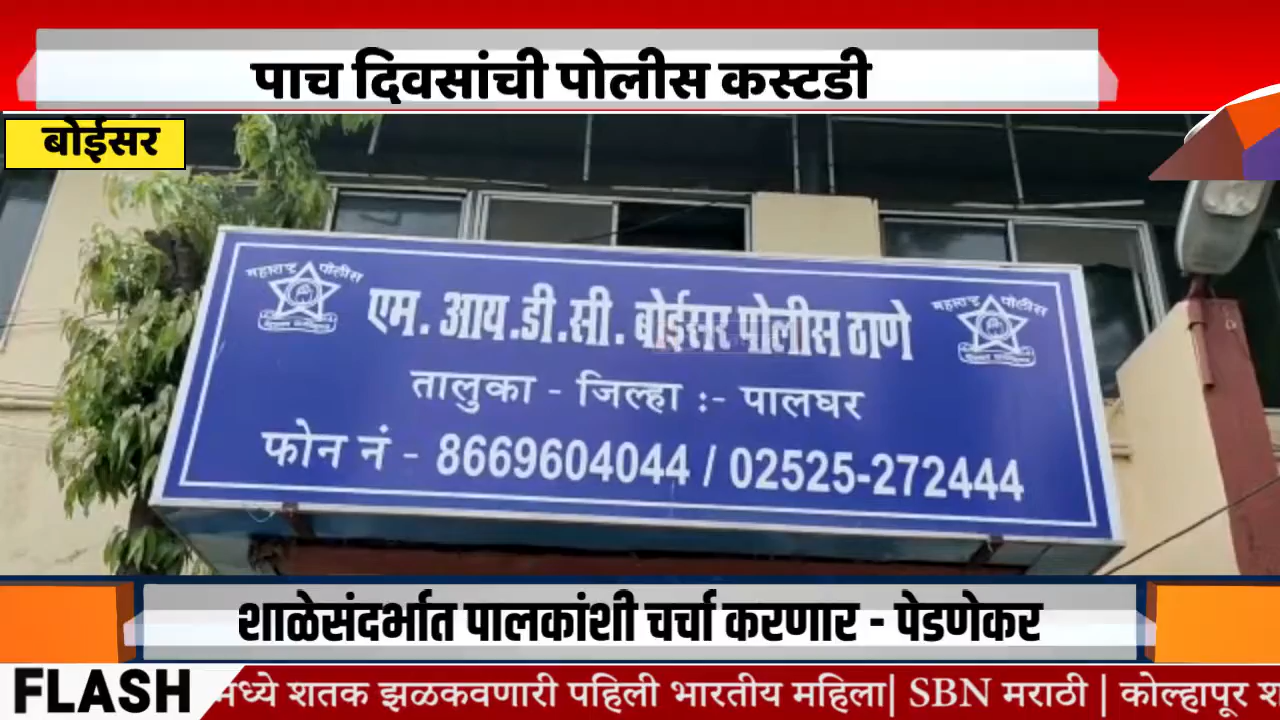 पाच दिवसांची पोलीस कस्टडी
बोईसर
महाराष्ट्र पोलीस
महाराष्ट्र पोलीस
एम. आय.डी.सी. बोईसर पोलीस ठाणे
तालुका - जिल्हा :- पालघर
फोन नं - 8669604044 / 02525-272444
शाळेसंदर्भात पालकांशी चर्चा करणार - पेडणेकर
FLASH
मध्ये शतक झळकवणारी पहिली भारतीय महिला| SBN मराठी | कोल्हापूर श